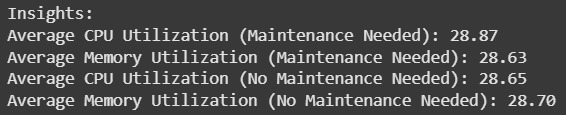 Insights:
Average CPU Utilization (Maintenance Needed): 28.87
Average Memory Utilization (Maintenance Needed): 28.63
Average CPU Utilization (No Maintenance Needed): 28.65
Average Memory Utilization (No Maintenance Needed): 28.70